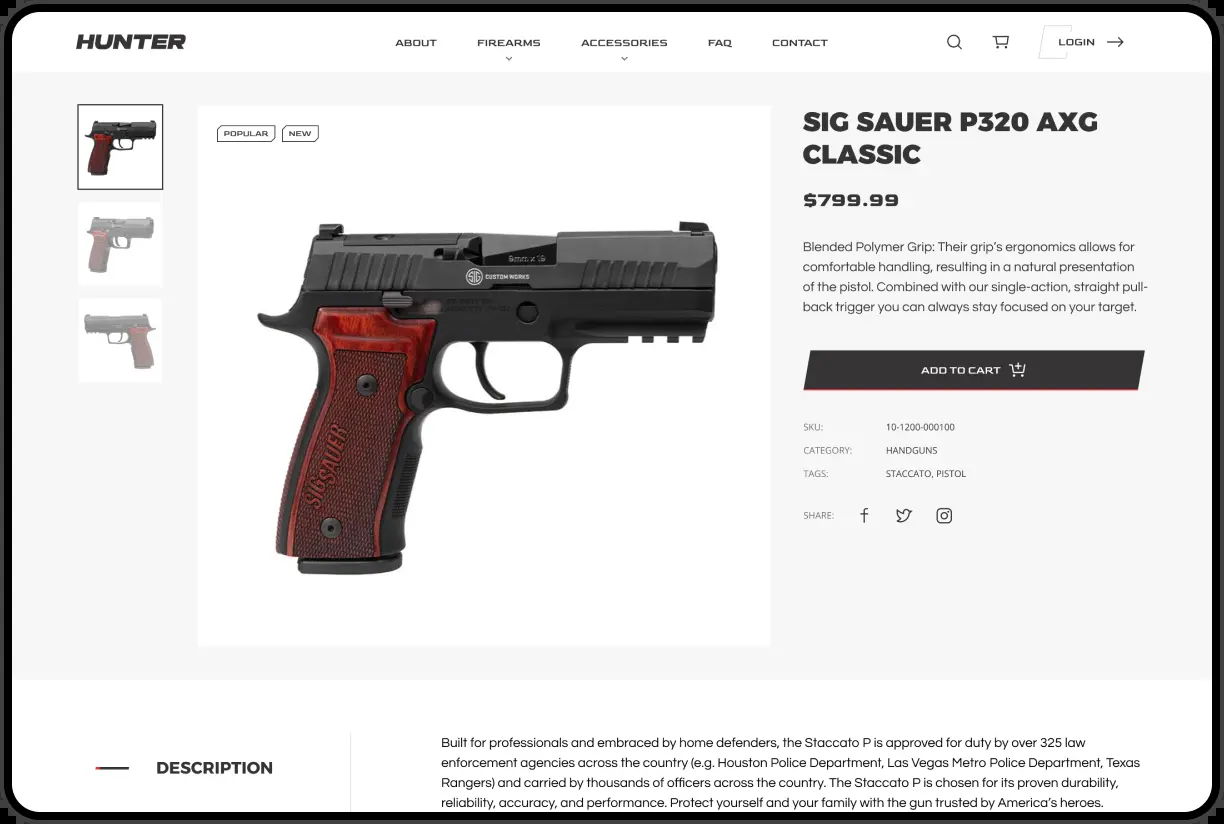 HUNTER
ABOUT
FIREARMS
ACCESSORIES
FAQ
CONTACT
LOGIN
POPULAR
NEW
9mm x 19
SIG
CUSTOM WORKS
SIG SAUER
SIG SAUER P320 AXG
CLASSIC
$799.99
Blended Polymer Grip: Their grip’s ergonomics allows for
comfortable handling, resulting in a natural presentation
of the pistol. Combined with our single-action, straight pull-
back trigger you can always stay focused on your target.
ADD TO CART
SKU: 10-1200-000100
CATEGORY: HANDGUNS
TAGS: STACCATO, PISTOL
SHARE:
DESCRIPTION
Built for professionals and embraced by home defenders, the Staccato P is approved for duty by over 325 law
enforcement agencies across the country (e.g. Houston Police Department, Las Vegas Metro Police Department, Texas
Rangers) and carried by thousands of officers across the country. The Staccato P is chosen for its proven durability,
reliability, accuracy, and performance. Protect yourself and your family with the gun trusted by America’s heroes.